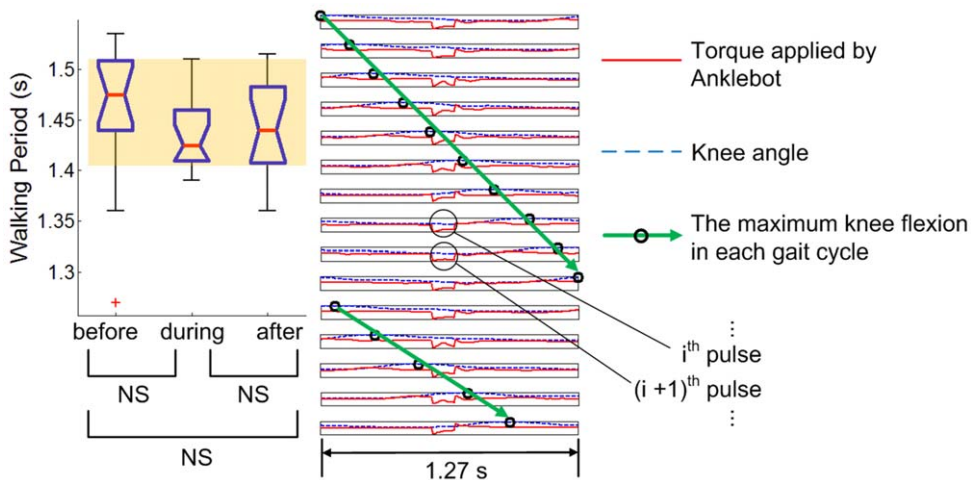 Walking Period (s)
1.5
1.45
1.4
1.35
1.3
before during after
NS NS
NS
1.27 s
Torque applied by
Anklebot
Knee angle
The maximum knee flexion
in each gait cycle
⋮
ith pulse
(i +1)th pulse
⋮